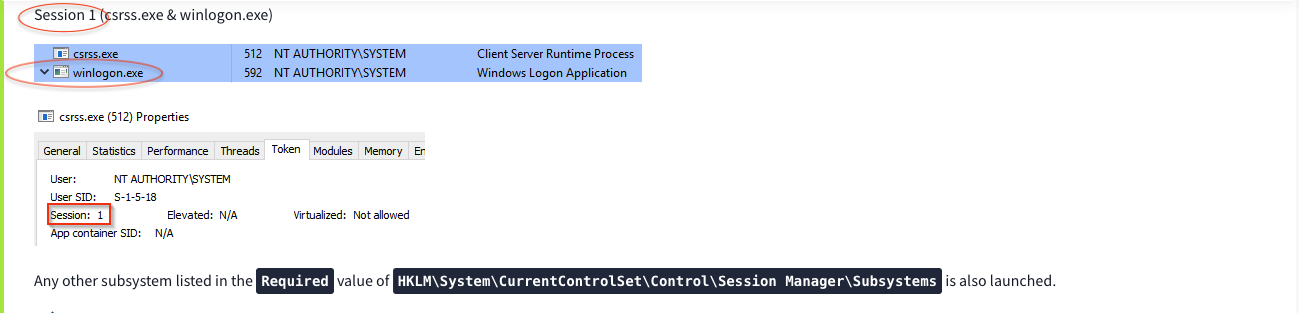 Session 1 (csrss.exe & winlogon.exe)
csrss.exe 512 NT AUTHORITY\SYSTEM Client Server Runtime Process
winlogon.exe 592 NT AUTHORITY\SYSTEM Windows Logon Application
csrss.exe (512) Properties
General Statistics Performance Threads Token Modules Memory En
User: NT AUTHORITY\SYSTEM
User SID: S-1-5-18
Session: 1 Elevated: N/A Virtualized: Not allowed
App container SID: N/A
Any other subsystem listed in the Required value of HKLM\System\CurrentControlSet\Control\Session Manager\Subsystems is also launched.